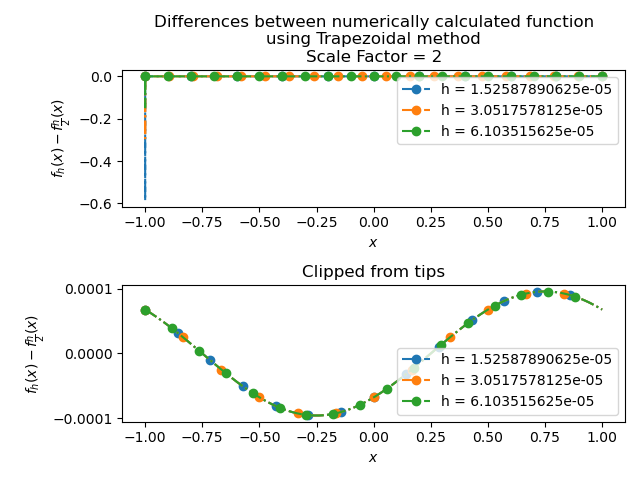 Differences between numerically calculated function
using Trapezoidal method
Scale Factor = 2
f_h(x) − f_{h/2}(x)
0.0
−0.2
−0.4
−0.6
h = 1.52587890625e-05
h = 3.0517578125e-05
h = 6.103515625e-05
−1.00 −0.75 −0.50 −0.25 0.00 0.25 0.50 0.75 1.00
x
Clipped from tips
f_h(x) − f_{h/2}(x)
0.0001
0.0000
−0.0001
h = 1.52587890625e-05
h = 3.0517578125e-05
h = 6.103515625e-05
−1.00 −0.75 −0.50 −0.25 0.00 0.25 0.50 0.75 1.00
x